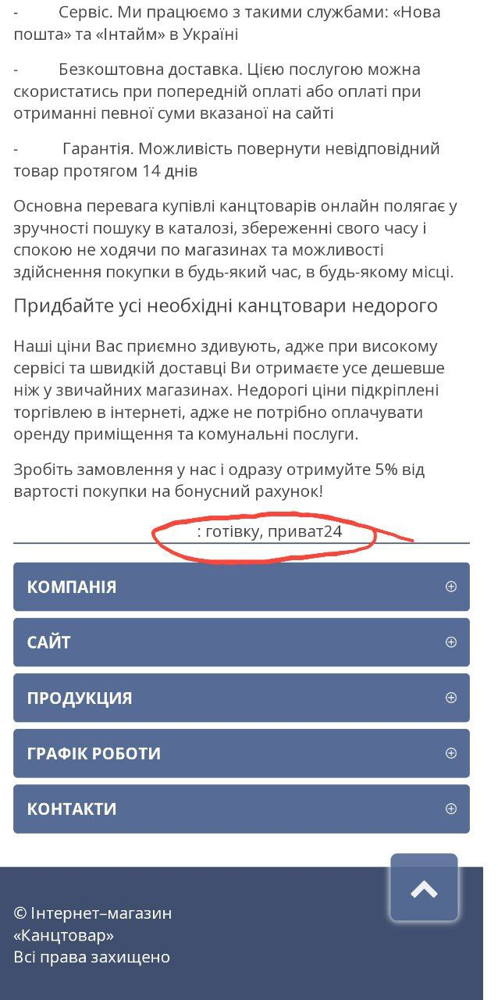 - Сервіс. Ми працюємо з такими службами: «Нова
пошта» та «Інтайм» в Україні
- Безкоштовна доставка. Цією послугою можна
скористатись при попередній оплаті або оплаті при
отриманні певної суми вказаної на сайті
- Гарантія. Можливість повернути невідповідний
товар протягом 14 днів
Основна перевага купівлі канцтоварів онлайн полягає у
зручності пошуку в каталозі, збереженні свого часу і
спокою не ходячи по магазинах та можливості
здійснення покупки в будь-який час, в будь-якому місці.
Придбайте усі необхідні канцтовари недорого
Наші ціни Вас приємно здивують, адже при високому
сервісі та швидкій доставці Ви отримаєте усе дешевше
ніж у звичайних магазинах. Недорогі ціни підкріплені
торгівлею в інтернеті, адже не потрібно оплачувати
оренду приміщення та комунальні послуги.
Зробіть замовлення у нас і одразу отримуйте 5% від
вартості покупки на бонусний рахунок!
: готівку, приват24
КОМПАНІЯ
САЙТ
ПРОДУКЦИЯ
ГРАФІК РОБОТИ
КОНТАКТИ
© Інтернет–магазин
«Канцтовар»
Всі права захищено